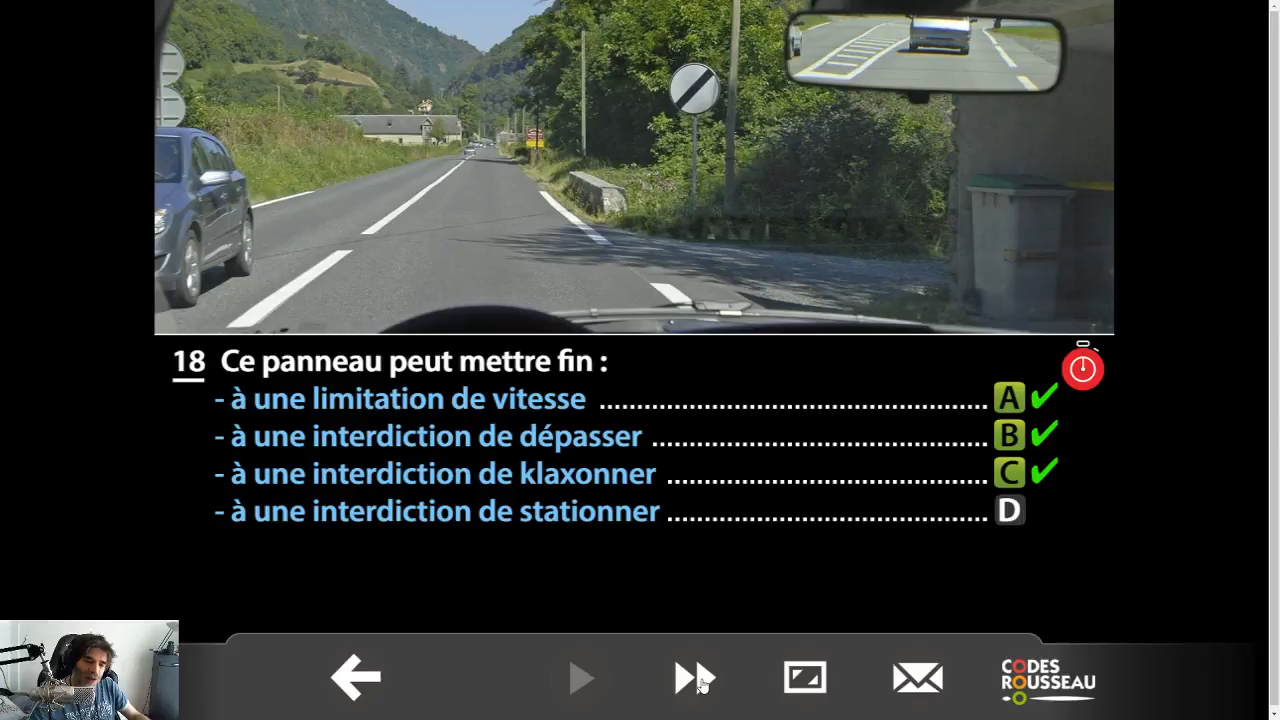 18 Ce panneau peut mettre fin :
- à une limitation de vitesse ........................................ A
- à une interdiction de dépasser ................................... B
- à une interdiction de klaxonner ................................. C
- à une interdiction de stationner ................................. D
CODES
ROUSSEAU